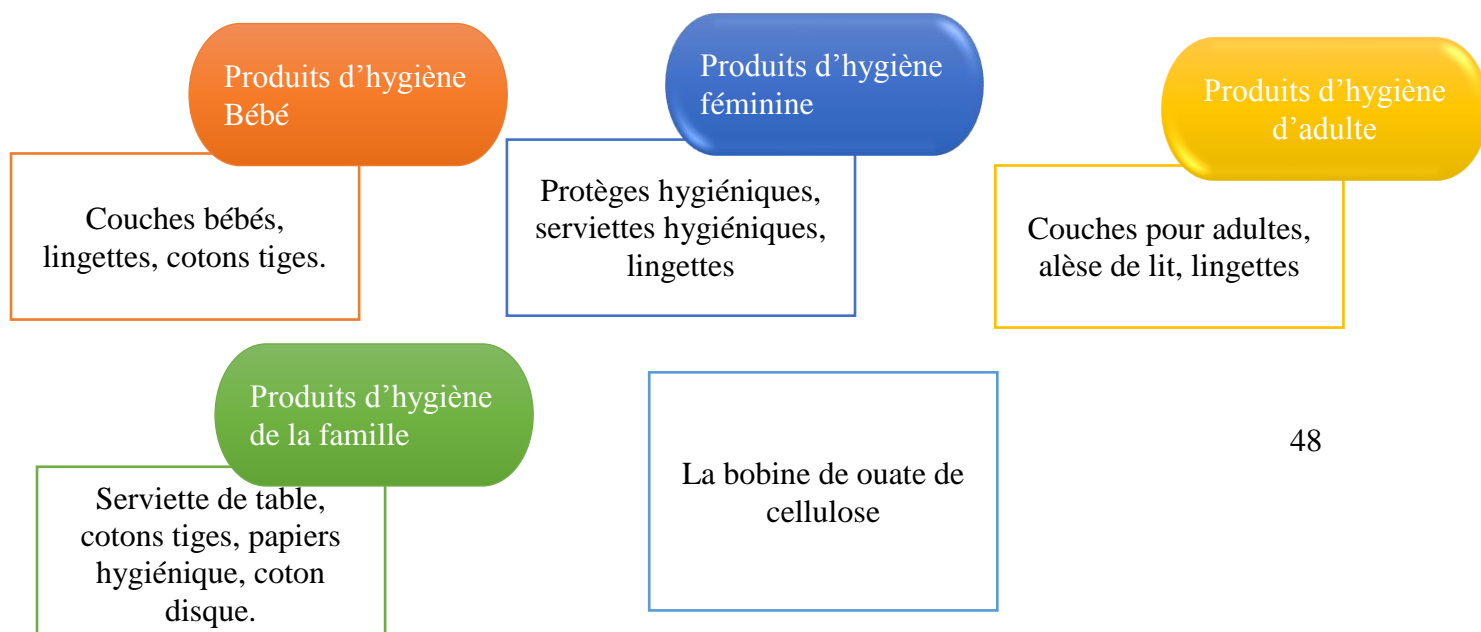 Produits d’hygiène
Bébé
Couches bébés,
lingettes, cotons tiges.
Produits d’hygiène
féminine
Protèges hygiéniques,
serviettes hygiéniques,
lingettes
Produits d’hygiène
d’adulte
Couches pour adultes,
alèse de lit, lingettes
Produits d’hygiène
de la famille
Serviette de table,
cotons tiges, papiers
hygiénique, coton
disque.
La bobine de ouate de
cellulose
48